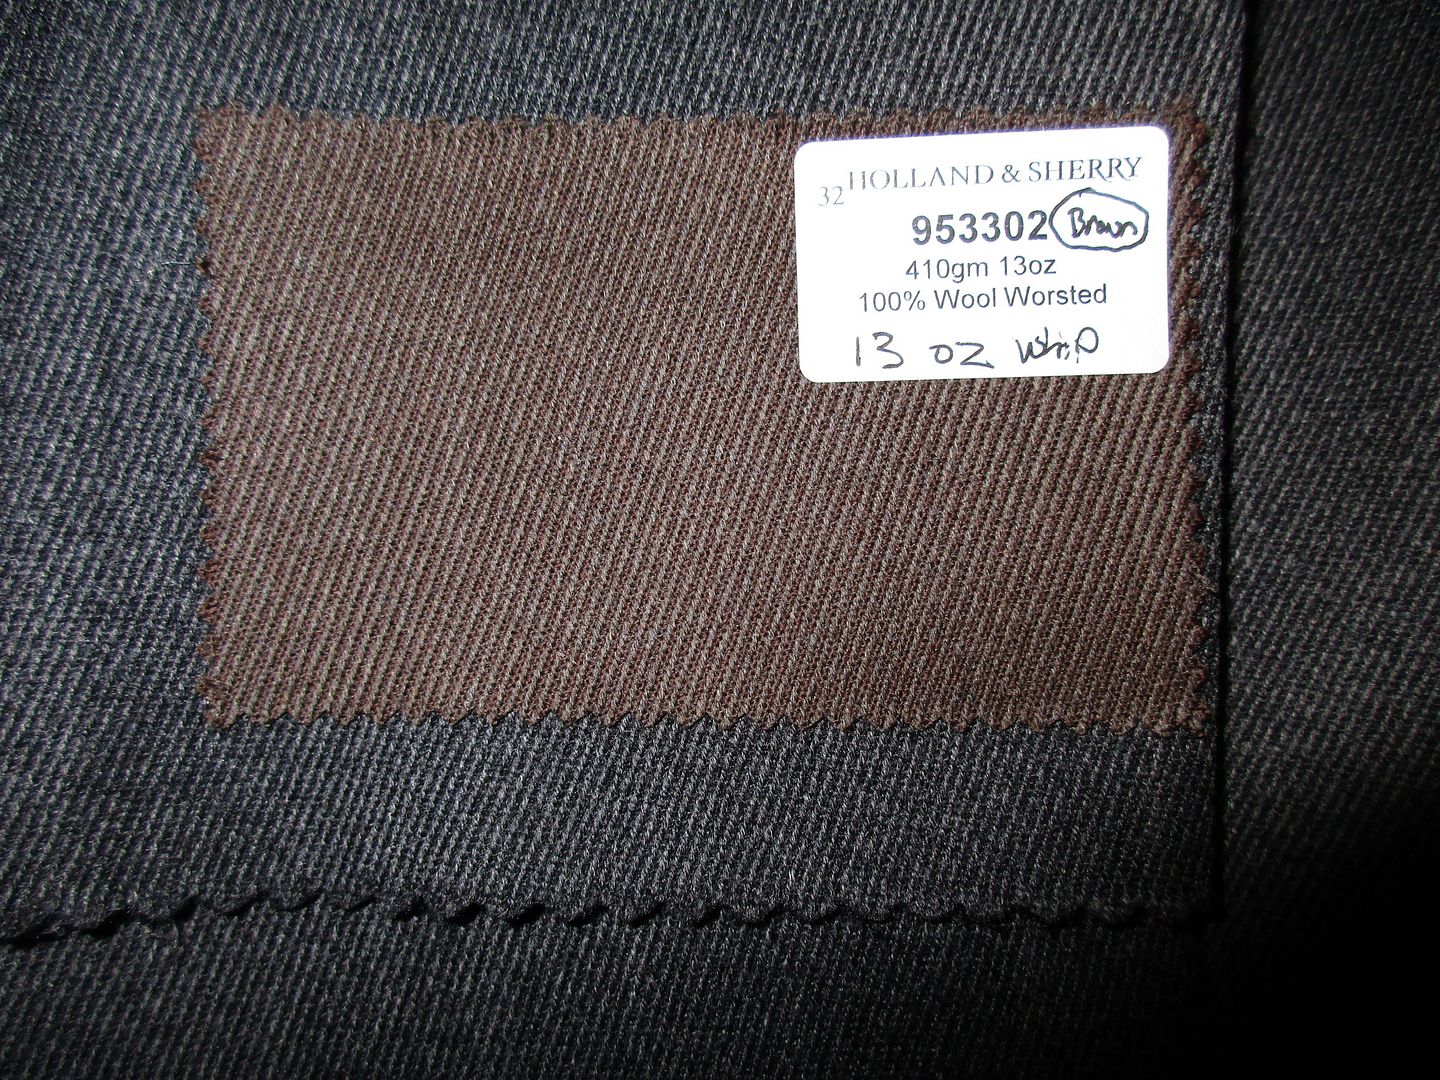 32 HOLLAND & SHERRY
953302 Brown
410gm 13oz
100% Wool Worsted
13 oz Whip